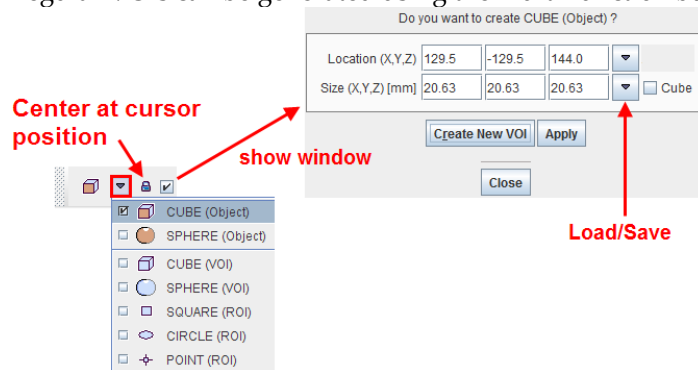 Do you want to create CUBE (Object) ?
Location (X,Y,Z) 129.5 -129.5 144.0
Size (X,Y,Z) [mm] 20.63 20.63 20.63 Cube
Create New VOI Apply
Close
Center at cursor
position
show window
Load/Save
CUBE (Object)
SPHERE (Object)
CUBE (VOI)
SPHERE (VOI)
SQUARE (ROI)
CIRCLE (ROI)
POINT (ROI)